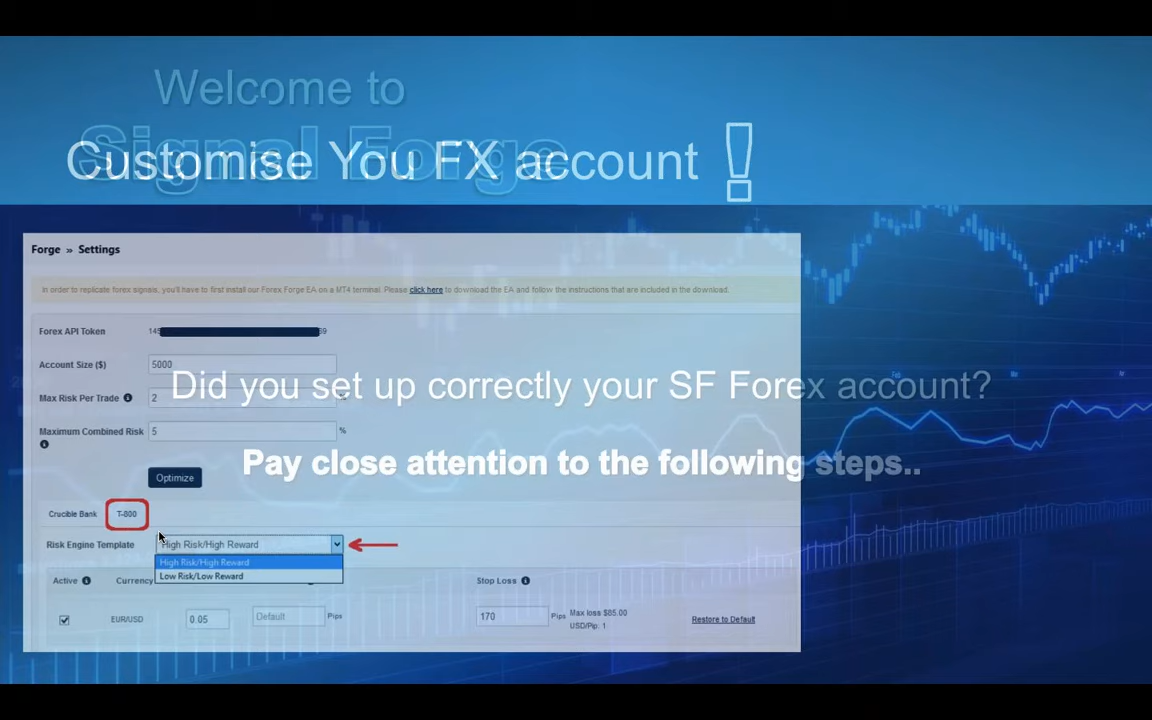 Welcome to
Signal Forge
Customise You FX account !
Forge » Settings
In order to replicate forex signals, you'll have to first install our Forex Forge EA on a MT4 terminal. Please click here to download the EA and follow the instructions that are included in the download.
Forex API Token
Account Size ($) 5000
Did you set up correctly your SF Forex account?
Max Risk Per Trade 2
Maximum Combined Risk 5 %
Pay close attention to the following steps..
Optimize
Crucible Bank T-800
Risk Engine Template High Risk/High Reward
High Risk/High Reward
Low Risk/Low Reward
Active Currency Stop Loss
EUR/USD 0.05 Default Pips 170 Pips Max loss $85.00
USD/Pip: 1
Restore to Default